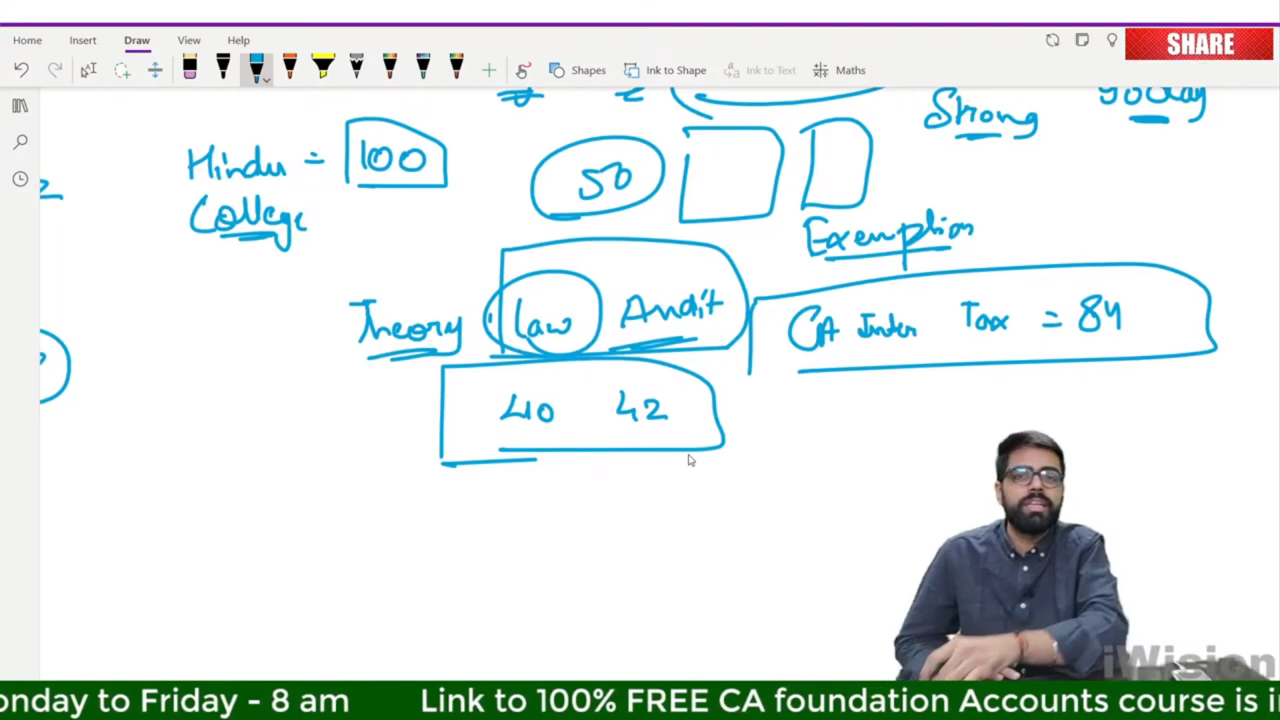 Home Insert Draw View Help
SHARE
Shapes Ink to Shape Ink to Text Maths
Strong
Hindu = 100
College
50
Exemption
Theory Law Audit
CA Inter Tax = 84
40 42
iWision
onday to Friday - 8 am Link to 100% FREE CA foundation Accounts course is i